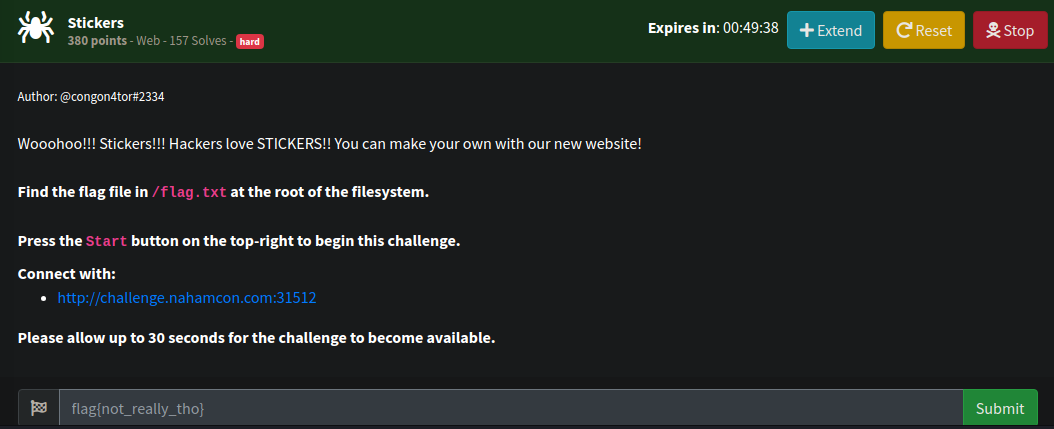 Stickers
380 points - Web - 157 Solves - hard
Expires in: 00:49:38
Extend
Reset
Stop
Author: @congon4tor#2334
Wooohoo!!! Stickers!!! Hackers love STICKERS!! You can make your own with our new website!
Find the flag file in /flag.txt at the root of the filesystem.
Press the Start button on the top-right to begin this challenge.
Connect with:
• http://challenge.nahamcon.com:31512
Please allow up to 30 seconds for the challenge to become available.
flag{not_really_tho}
Submit